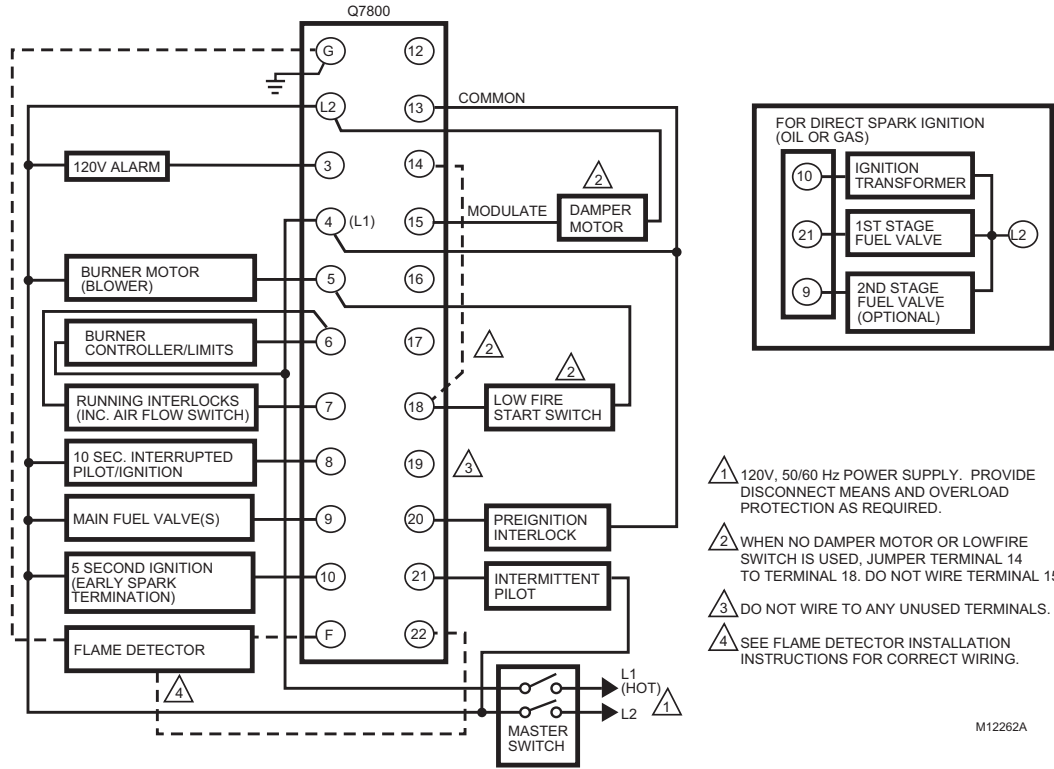 Q7800
G
12
L2
13
COMMON
120V ALARM
3
14
2
4
(L1)
15
MODULATE
DAMPER
MOTOR
BURNER MOTOR
(BLOWER)
5
16
BURNER
CONTROLLER/LIMITS
6
17
2
2
RUNNING INTERLOCKS
(INC. AIR FLOW SWITCH)
7
18
LOW FIRE
START SWITCH
10 SEC. INTERRUPTED
PILOT/IGNITION
8
19
3
MAIN FUEL VALVE(S)
9
20
PREIGNITION
INTERLOCK
5 SECOND IGNITION
(EARLY SPARK
TERMINATION)
10
21
INTERMITTENT
PILOT
FLAME DETECTOR
F
22
4
L1
(HOT)
L2
1
MASTER
SWITCH
FOR DIRECT SPARK IGNITION
(OIL OR GAS)
10
IGNITION
TRANSFORMER
21
1ST STAGE
FUEL VALVE
L2
9
2ND STAGE
FUEL VALVE
(OPTIONAL)
1 120V, 50/60 Hz POWER SUPPLY. PROVIDE
DISCONNECT MEANS AND OVERLOAD
PROTECTION AS REQUIRED.
2 WHEN NO DAMPER MOTOR OR LOWFIRE
SWITCH IS USED, JUMPER TERMINAL 14
TO TERMINAL 18. DO NOT WIRE TERMINAL 15
3 DO NOT WIRE TO ANY UNUSED TERMINALS.
4 SEE FLAME DETECTOR INSTALLATION
INSTRUCTIONS FOR CORRECT WIRING.
M12262A